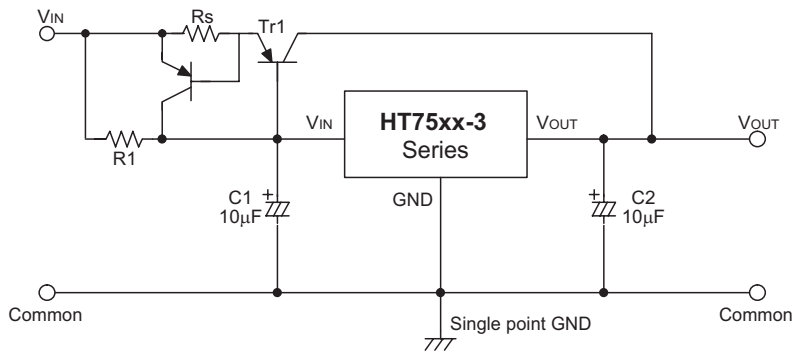 VIN
Rs
Tr1
R1
VIN
HT75xx-3
Series
VOUT
VOUT
GND
C1
10μF
+
C2
10μF
+
Common
Common
Single point GND